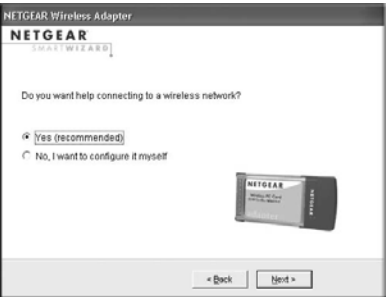 NETGEAR Wireless Adapter
NETGEAR
SMARTWIZARD
Do you want help connecting to a wireless network?
Yes (recommended)
No, I want to configure it myself
NETGEAR
NETGEAR
< Back
Next >